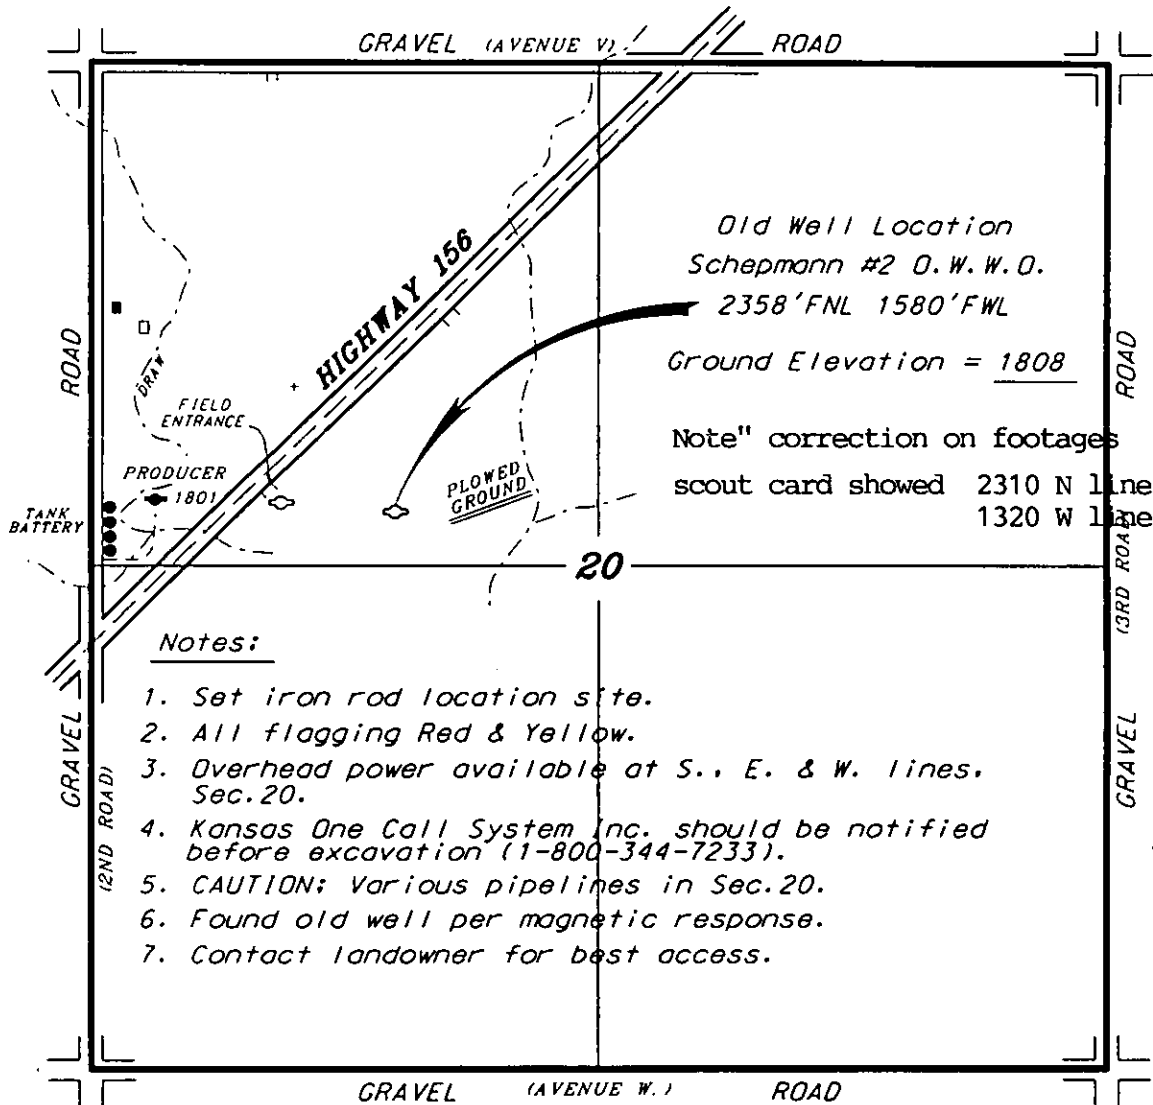 GRAVEL (AVENUE V) ROAD
HIGHWAY 156
Old Well Location
Schepmann #2 O.W.W.O.
2358'FNL 1580'FWL
Ground Elevation = 1808
Note" correction on footages
scout card showed 2310 N line
1320 W line
ROAD
ROAD
DRAW
FIELD
ENTRANCE
PRODUCER
1801
TANK
BATTERY
PLOWED
GROUND
20
(3RD ROAD)
GRAVEL
(2ND ROAD)
GRAVEL
Notes:
1. Set iron rod location site.
2. All flagging Red & Yellow.
3. Overhead power available at S., E. & W. lines,
Sec.20.
4. Kansas One Call System Inc. should be notified
before excavation (1-800-344-7233).
5. CAUTION: Various pipelines in Sec.20.
6. Found old well per magnetic response.
7. Contact landowner for best access.
GRAVEL (AVENUE W.) ROAD